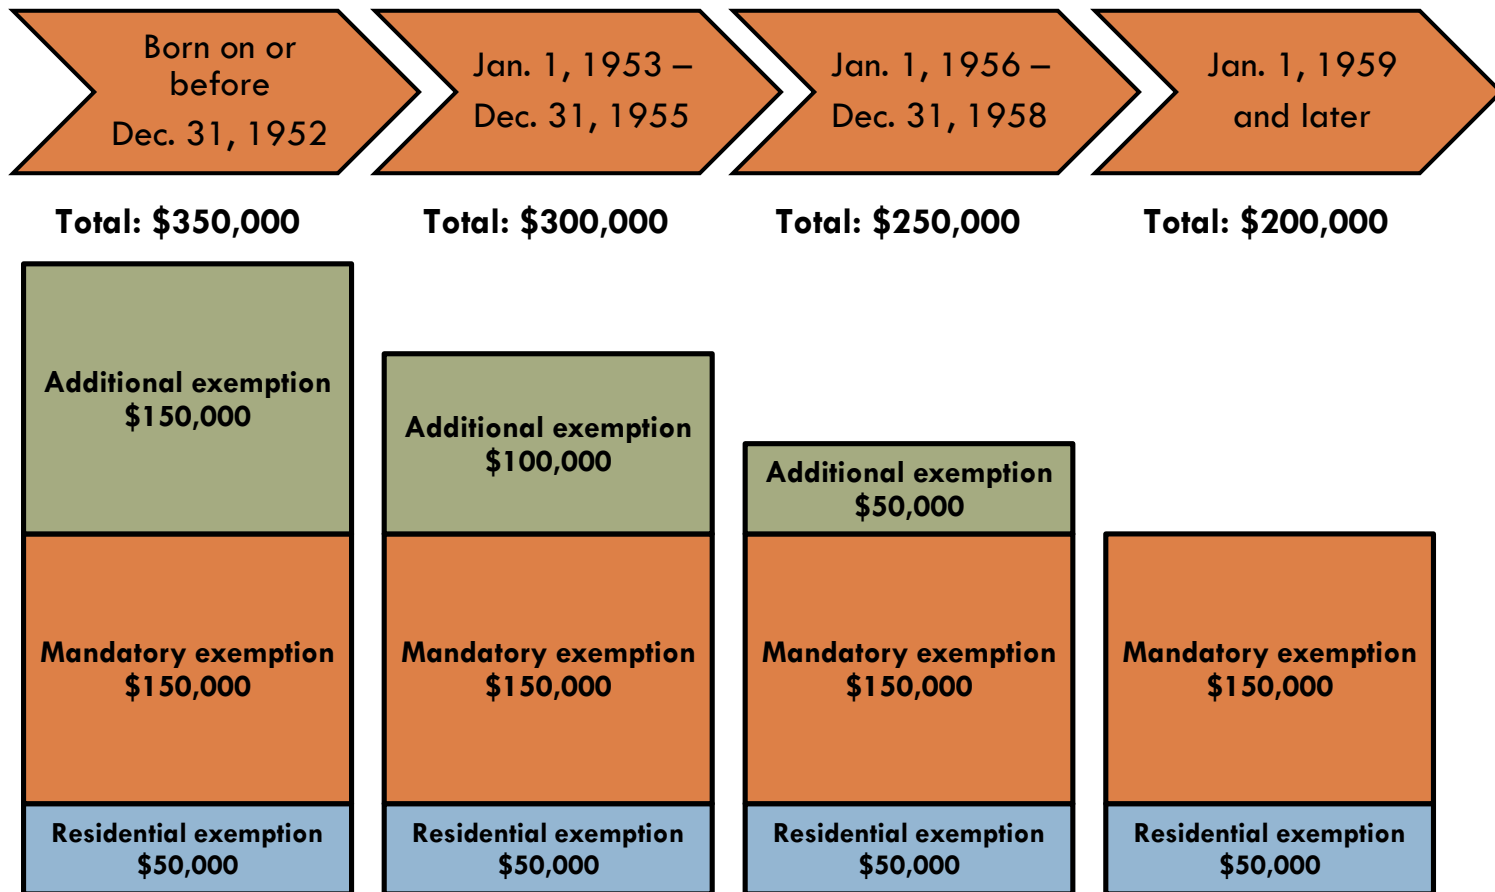 Born on or
before
Dec. 31, 1952
Jan. 1, 1953 –
Dec. 31, 1955
Jan. 1, 1956 –
Dec. 31, 1958
Jan. 1, 1959
and later
Total: $350,000
Total: $300,000
Total: $250,000
Total: $200,000
Additional exemption
$150,000
Mandatory exemption
$150,000
Residential exemption
$50,000
Additional exemption
$100,000
Mandatory exemption
$150,000
Residential exemption
$50,000
Additional exemption
$50,000
Mandatory exemption
$150,000
Residential exemption
$50,000
Mandatory exemption
$150,000
Residential exemption
$50,000